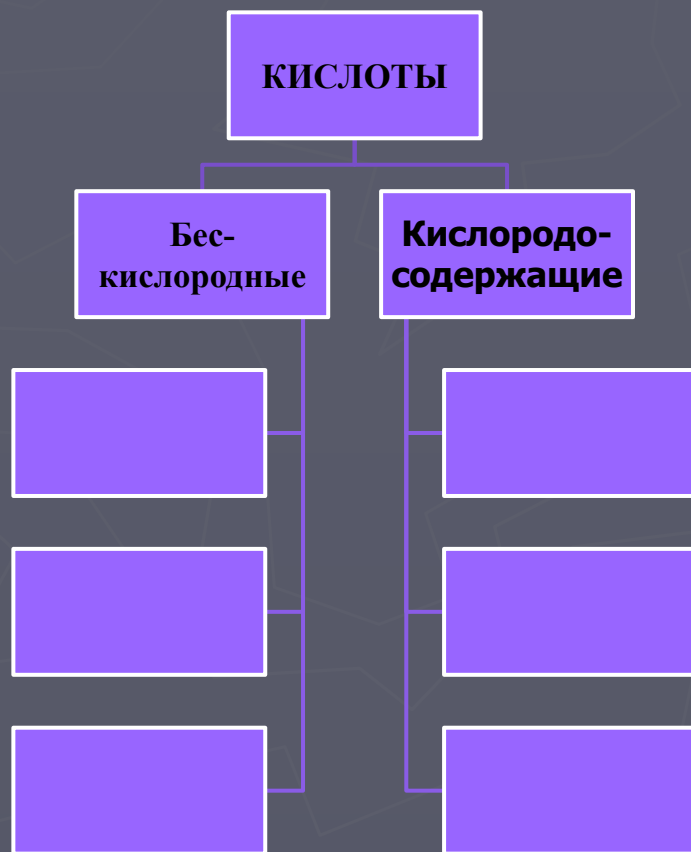 КИСЛОТЫ
Бес-
кислородные
Кислородо-
содержащие